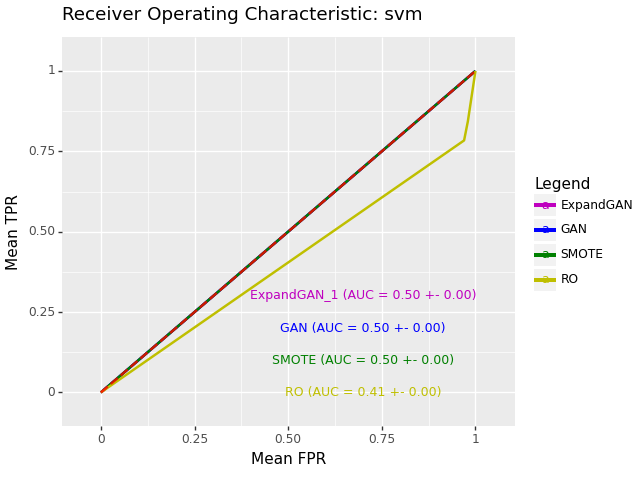 Receiver Operating Characteristic: svm
Mean TPR
1
0.75
0.50
0.25
0
ExpandGAN_1 (AUC = 0.50 +- 0.00)
GAN (AUC = 0.50 +- 0.00)
SMOTE (AUC = 0.50 +- 0.00)
RO (AUC = 0.41 +- 0.00)
0 0.25 0.50 0.75 1
Mean FPR
Legend
a ExpandGAN
a GAN
a SMOTE
a RO